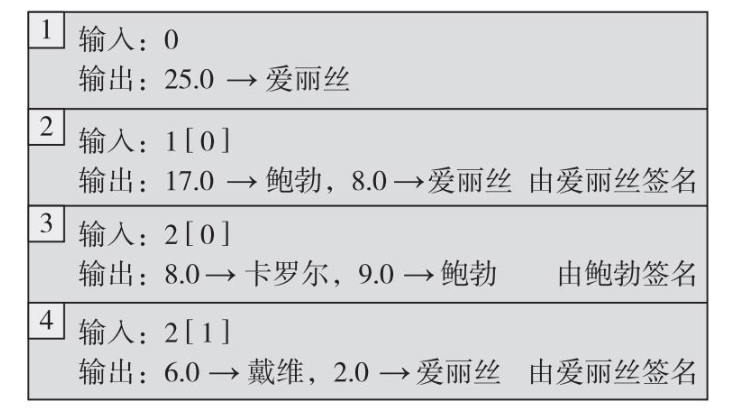 1
输入：0
输出：25.0 → 爱丽丝
2
输入：1[0]
输出：17.0 → 鲍勃，8.0→爱丽丝 由爱丽丝签名
3
输入：2[0]
输出：8.0→ 卡罗尔，9.0 → 鲍勃 由鲍勃签名
4
输入：2[1]
输出：6.0 → 戴维，2.0 → 爱丽丝 由爱丽丝签名